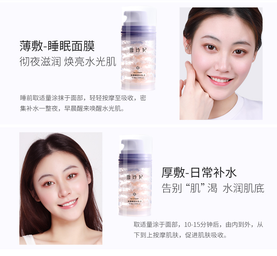 薄敷-睡眠面膜
彻夜滋润 焕亮水光肌
睡前取适量涂抹于面部，轻轻按摩至吸收，密
集补水一整夜，早晨醒来唤醒水光肌。
厚敷-日常补水
告别“肌”渴 水润肌底
取适量涂于面部，10-15分钟后，由内到外，从
下到上按摩肌肤，促进肌肤吸收。